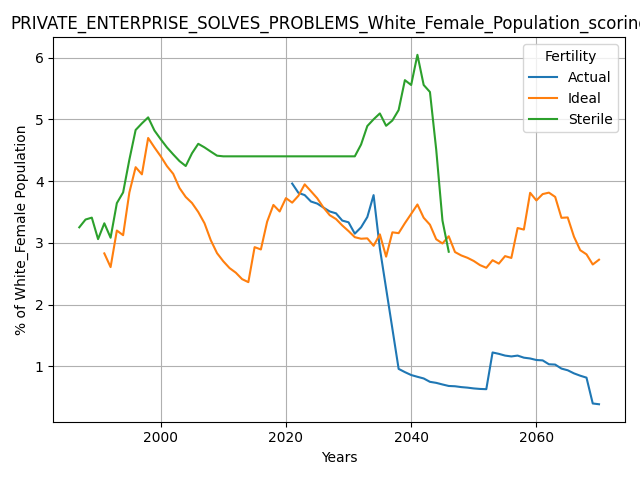 PRIVATE_ENTERPRISE_SOLVES_PROBLEMS_White_Female_Population_scorin
Fertility
Actual
Ideal
Sterile
% of White_Female Population
6
5
4
3
2
1
2000 2020 2040 2060
Years